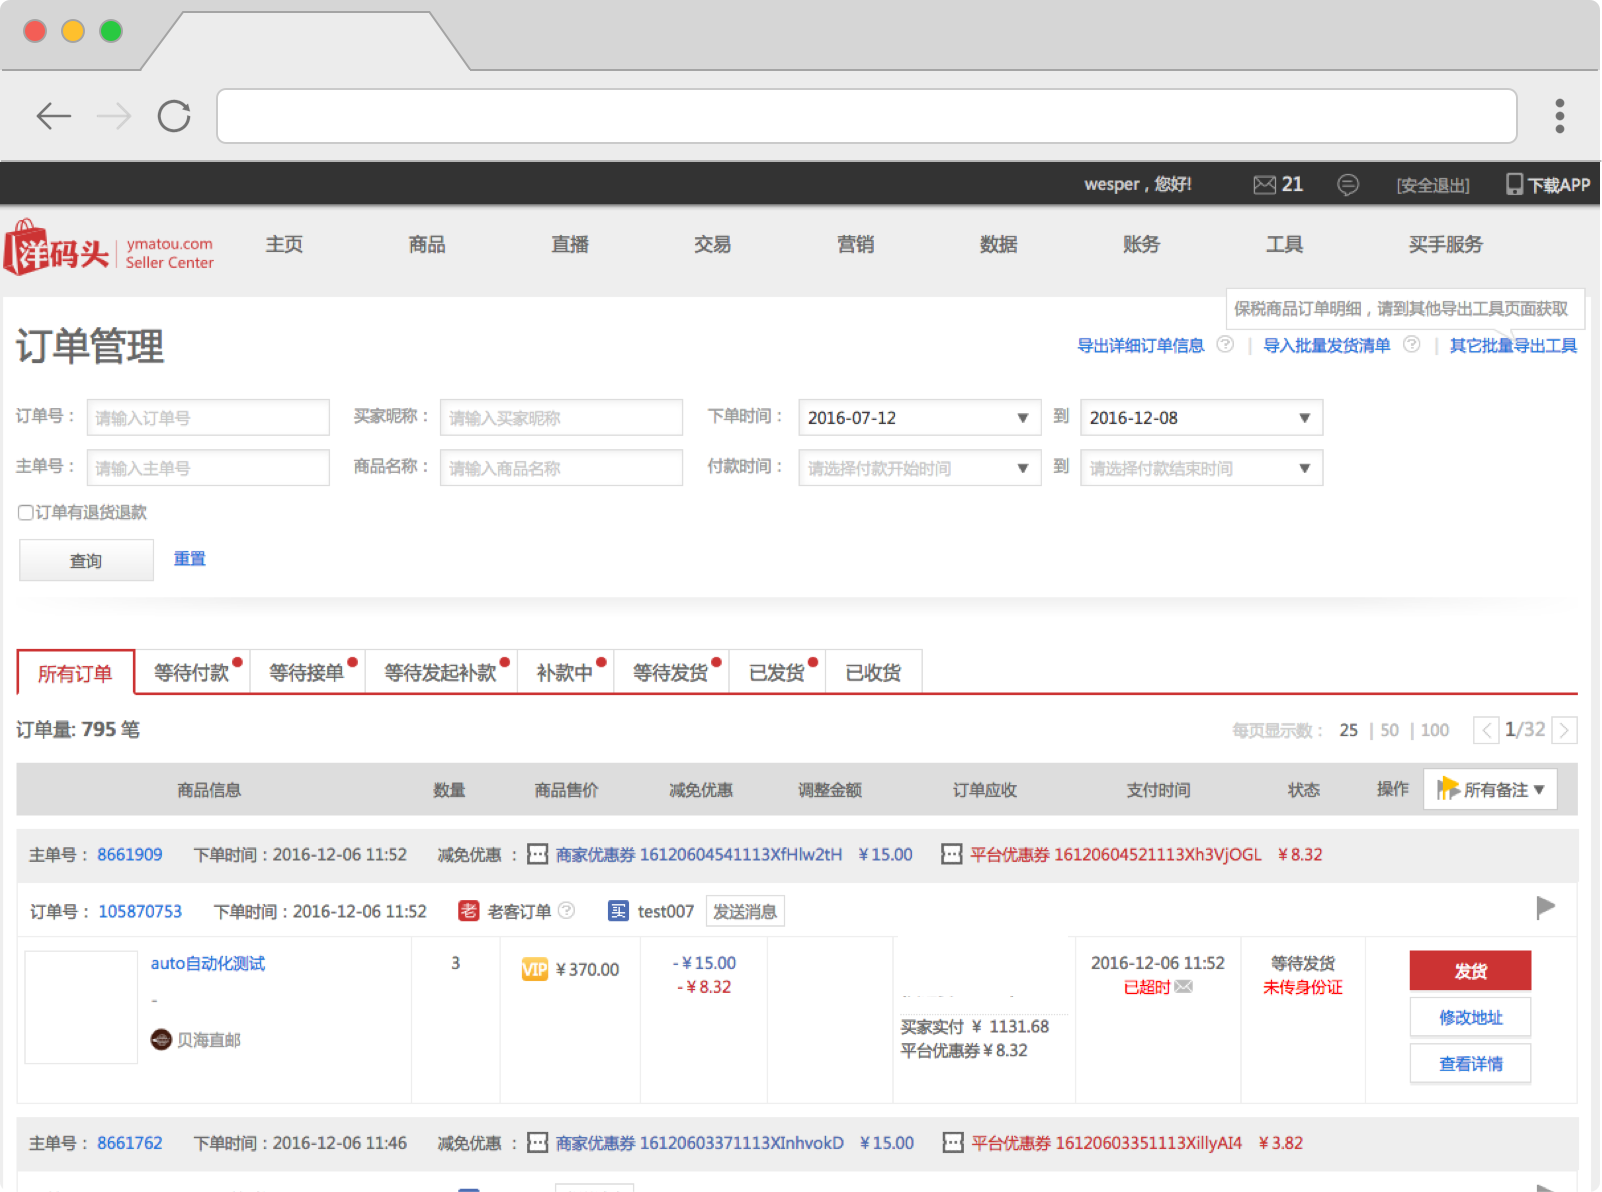 wesper，您好! 21 [安全退出] 下载APP
洋码头 ymatou.com
Seller Center
主页 商品 直播 交易 营销 数据 账务 工具 买手服务
保税商品订单明细，请到其他导出工具页面获取
订单管理
导出详细订单信息 ? | 导入批量发货清单 ? | 其它批量导出工具
订单号： 请输入订单号 买家昵称： 请输入买家昵称 下单时间： 2016-07-12 ▼ 到 2016-12-08 ▼
主单号： 请输入主单号 商品名称： 请输入商品名称 付款时间： 请选择付款开始时间 ▼ 到 请选择付款结束时间 ▼
订单有退货退款
查询 重置
所有订单 等待付款 等待接单 等待发起补款 补款中 等待发货 已发货 已收货
订单量: 795 笔 每页显示数： 25 | 50 | 100 1/32
商品信息 数量 商品售价 减免优惠 调整金额 订单应收 支付时间 状态 操作 所有备注 ▼
主单号： 8661909 下单时间：2016-12-06 11:52 减免优惠 ： 商家优惠券 16120604541113XfHlw2tH ¥15.00 平台优惠券 16120604521113Xh3VjOGL ¥8.32
订单号： 105870753 下单时间：2016-12-06 11:52 老 老客订单 ? 买 test007 发送消息
auto自动化测试 3 VIP ¥370.00 -¥15.00 2016-12-06 11:52 等待发货 发货
-¥8.32 已超时 未传身份证
-
修改地址
买家实付 ¥ 1131.68
贝海直邮
平台优惠券¥8.32
查看详情
主单号： 8661762 下单时间：2016-12-06 11:46 减免优惠 ： 商家优惠券 16120603371113XInhvokD ¥15.00 平台优惠券 16120603351113XillyAI4 ¥3.82